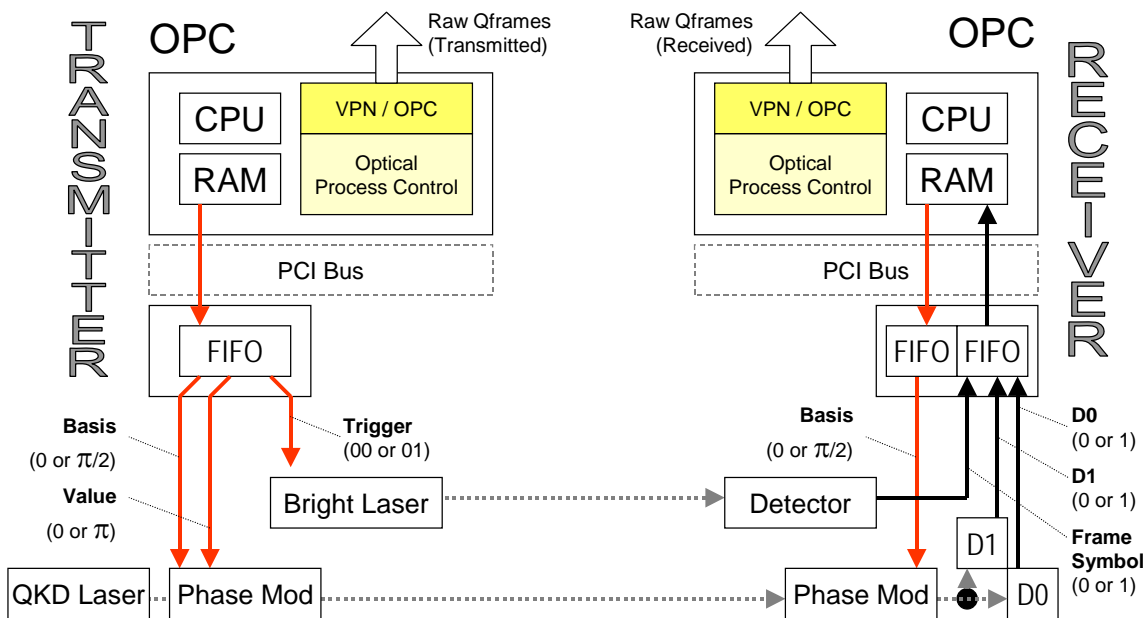 TRANSMITTER
OPC
Raw Qframes
(Transmitted)
CPU
RAM
VPN / OPC
Optical
Process Control
PCI Bus
FIFO
Basis
(0 or π/2)
Value
(0 or π)
Trigger
(00 or 01)
Bright Laser
QKD Laser
Phase Mod
Raw Qframes
(Received)
OPC
RECEIVER
VPN / OPC
Optical
Process Control
CPU
RAM
PCI Bus
FIFO
FIFO
Basis
(0 or π/2)
D0
(0 or 1)
D1
(0 or 1)
Frame
Symbol
(0 or 1)
Detector
D1
Phase Mod
D0